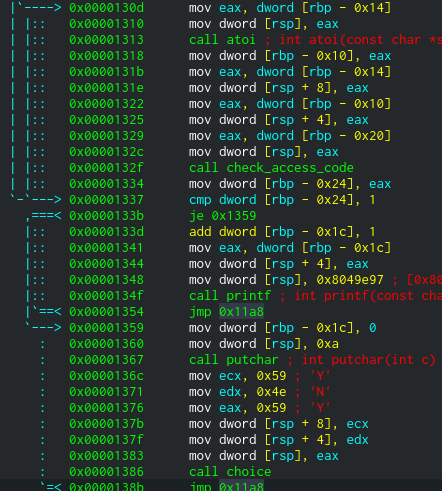 |`----> 0x0000130d mov eax, dword [rbp - 0x14]
| |:: 0x00001310 mov dword [rsp], eax
| |:: 0x00001313 call atoi ; int atoi(const char *s
| |:: 0x00001318 mov dword [rbp - 0x10], eax
| |:: 0x0000131b mov eax, dword [rbp - 0x14]
| |:: 0x0000131e mov dword [rsp + 8], eax
| |:: 0x00001322 mov eax, dword [rbp - 0x10]
| |:: 0x00001325 mov dword [rsp + 4], eax
| |:: 0x00001329 mov eax, dword [rbp - 0x20]
| |:: 0x0000132c mov dword [rsp], eax
| |:: 0x0000132f call check_access_code
| |:: 0x00001334 mov dword [rbp - 0x24], eax
`-`---> 0x00001337 cmp dword [rbp - 0x24], 1
,===< 0x0000133b je 0x1359
|:: 0x0000133d add dword [rbp - 0x1c], 1
|:: 0x00001341 mov eax, dword [rbp - 0x1c]
|:: 0x00001344 mov dword [rsp + 4], eax
|:: 0x00001348 mov dword [rsp], 0x8049e97 ; [0x80
|:: 0x0000134f call printf ; int printf(const cha
|`==< 0x00001354 jmp 0x11a8
`---> 0x00001359 mov dword [rbp - 0x1c], 0
: 0x00001360 mov dword [rsp], 0xa
: 0x00001367 call putchar ; int putchar(int c)
: 0x0000136c mov ecx, 0x59 ; 'Y'
: 0x00001371 mov edx, 0x4e ; 'N'
: 0x00001376 mov eax, 0x59 ; 'Y'
: 0x0000137b mov dword [rsp + 8], ecx
: 0x0000137f mov dword [rsp + 4], edx
: 0x00001383 mov dword [rsp], eax
: 0x00001386 call choice
`=< 0x0000138b jmp 0x11a8